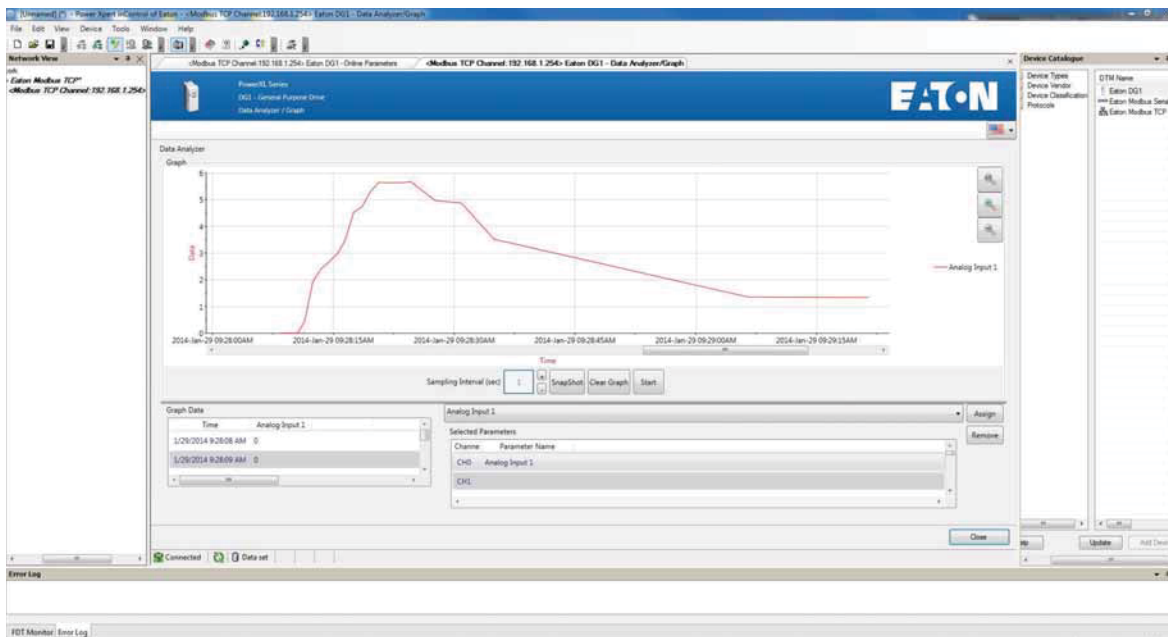 [Unnamed] (*) - Power Xpert inControl of Eaton - <Modbus TCP Channel:192.168.1.254> Eaton DG1 - Data Analyzer/Graph
File Edit View Device Tools Window Help
Network View
Eaton Modbus TCP*
<Modbus TCP Channel:192.168.1.254>
<Modbus TCP Channel:192.168.1.254> Eaton DG1 - Online Parameters
<Modbus TCP Channel:192.168.1.254> Eaton DG1 - Data Analyzer/Graph
PowerXL Series
DG1 - General Purpose Drive
Data Analyzer / Graph
EATON
Data Analyzer
Graph
6
5
4
3
2
1
0
Data
2014-Jan-29 09:28:00AM
2014-Jan-29 09:28:15AM
2014-Jan-29 09:28:30AM
2014-Jan-29 09:28:45AM
2014-Jan-29 09:29:00AM
2014-Jan-29 09:29:15AM
Time
Analog Input 1
Sampling Interval (sec) 1 SnapShot Clear Graph Start
Graph Data
Time Analog Input 1
1/29/2014 9:28:08 AM 0
1/29/2014 9:28:09 AM 0
Analog Input 1
Assign
Selected Parameters
Remove
Channe Parameter Name
CH0 Analog Input 1
CH1
Close
Connected Data set
Device Catalogue
Device Types
Device Vendor
Device Classification
Protocols
DTM Name
Eaton DG1
Eaton Modbus Seria
Eaton Modbus TCP
Update Add Devi
Error Log
FDT Monitor Error Log